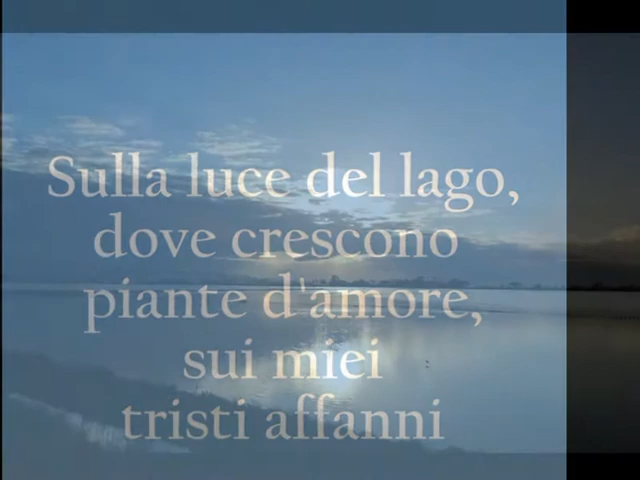 Sulla luce del lago,
dove crescono
piante d'amore,
sui miei
tristi affanni